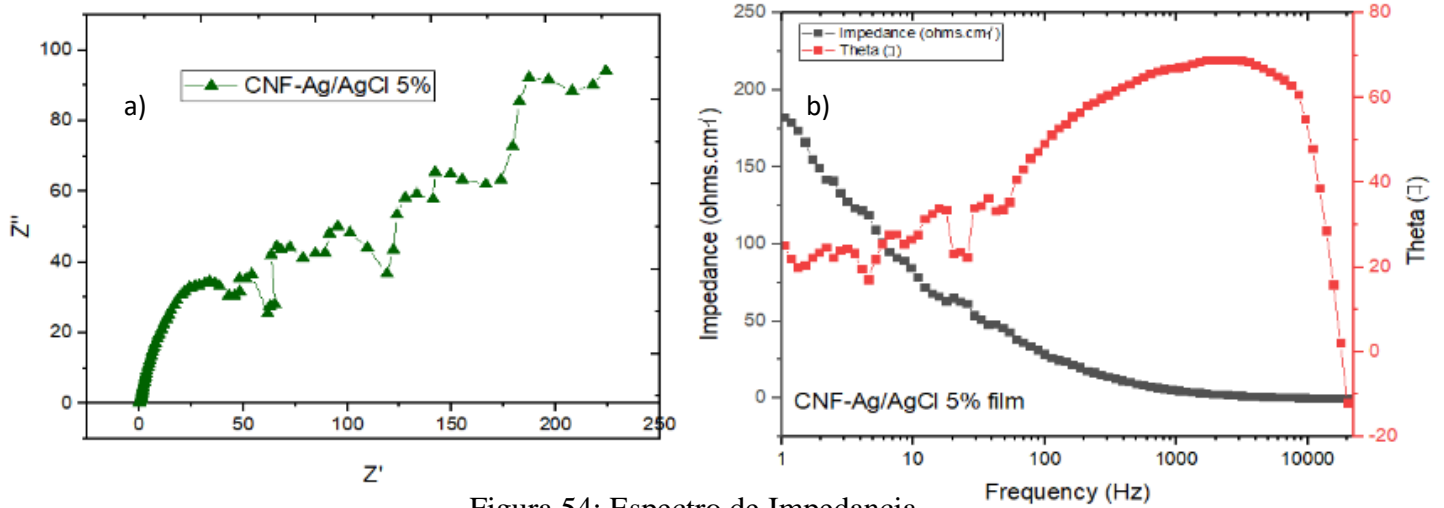 a)
CNF-Ag/AgCl 5%
Z''
100
80
60
40
20
0
0 50 100 150 200 250
Z'
b)
Impedance (ohms.cm²)
Theta (□)
Impedance (ohms.cm²)
250
200
150
100
50
0
CNF-Ag/AgCl 5% film
1 10 100 1000 10000
Frequency (Hz)
80
60
40
20
0
-20
Theta (□)
Figura 54: Espectro de Impedancia